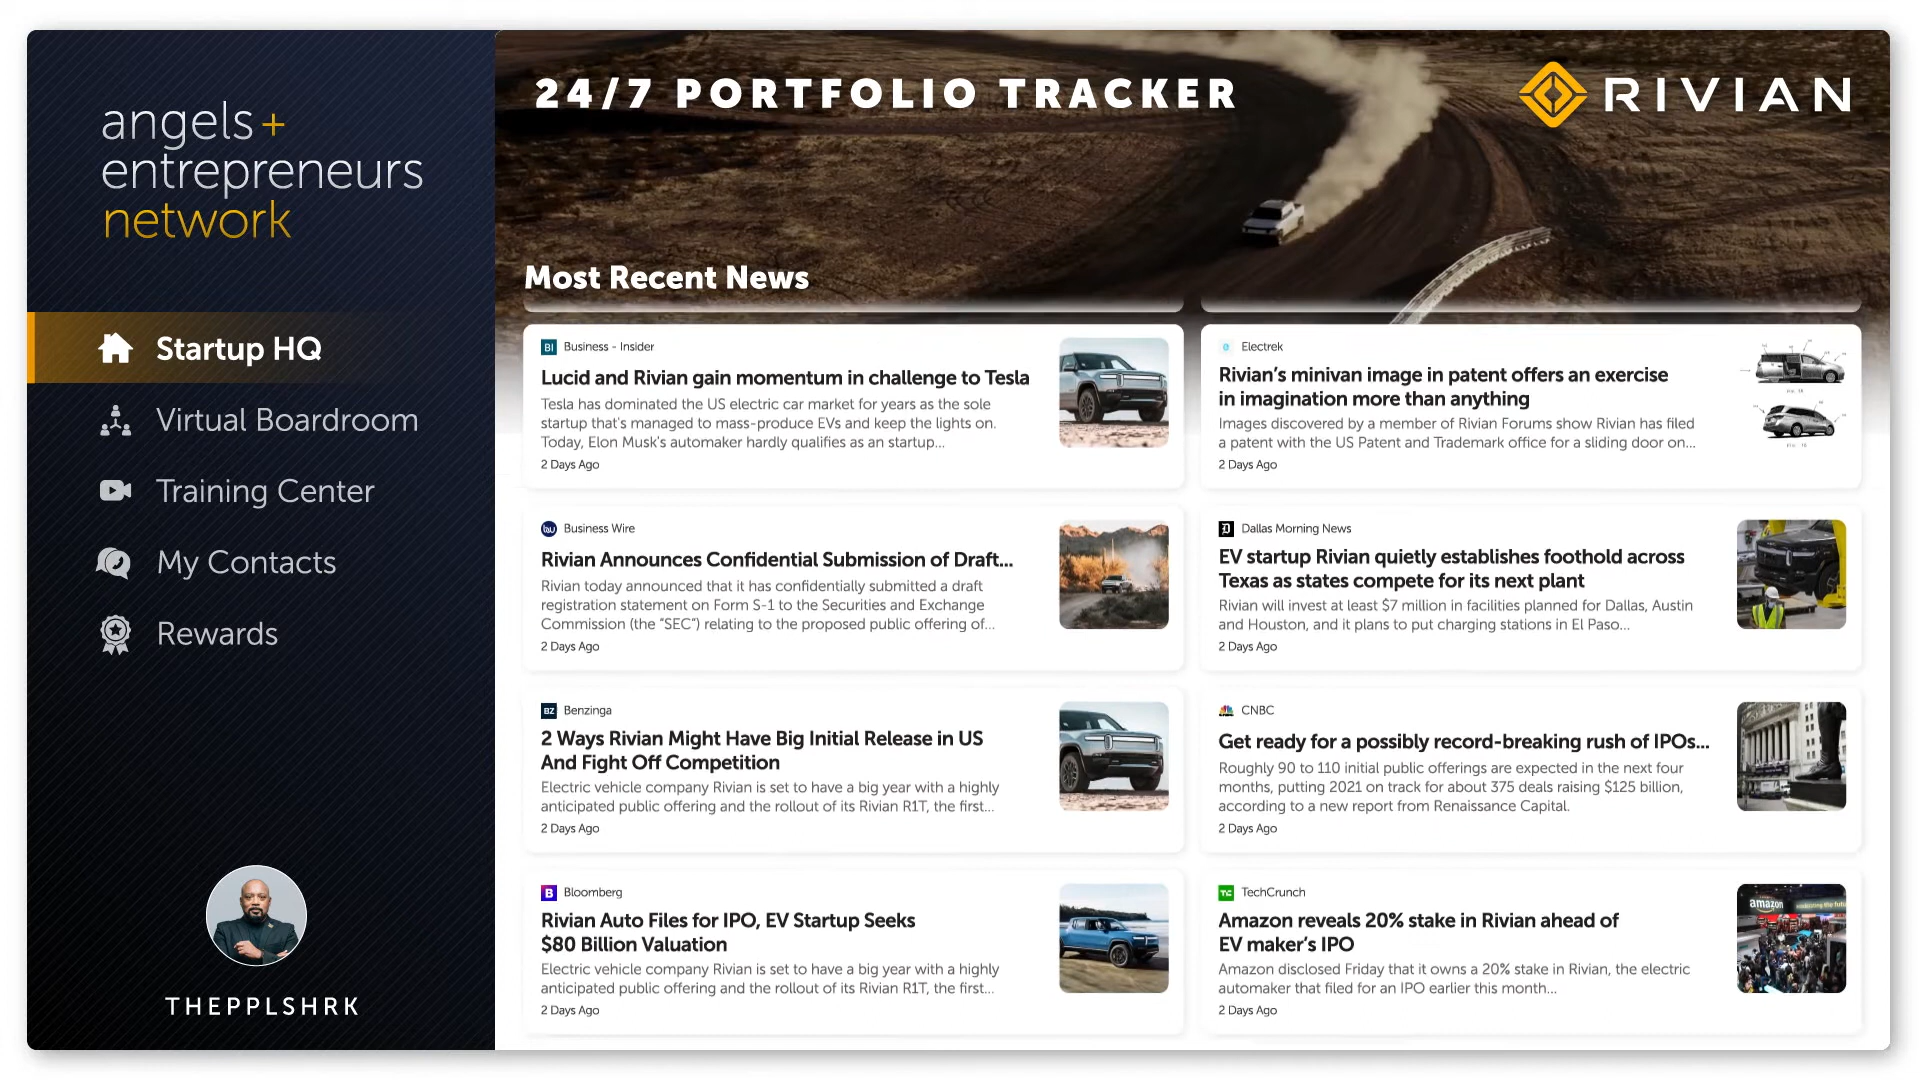 angels+
entrepreneurs
network
Startup HQ
Virtual Boardroom
Training Center
My Contacts
Rewards
THEPPLSHRK
24/7 PORTFOLIO TRACKER
RIVIAN
Most Recent News
BI Business - Insider
Lucid and Rivian gain momentum in challenge to Tesla
Tesla has dominated the US electric car market for years as the sole
startup that's managed to mass-produce EVs and keep the lights on.
Today, Elon Musk's automaker hardly qualifies as an startup...
2 Days Ago
Electrek
Rivian's minivan image in patent offers an exercise
in imagination more than anything
Images discovered by a member of Rivian Forums show Rivian has filed
a patent with the US Patent and Trademark office for a sliding door on...
2 Days Ago
Business Wire
Rivian Announces Confidential Submission of Draft...
Rivian today announced that it has confidentially submitted a draft
registration statement on Form S-1 to the Securities and Exchange
Commission (the "SEC") relating to the proposed public offering of...
2 Days Ago
D Dallas Morning News
EV startup Rivian quietly establishes foothold across
Texas as states compete for its next plant
Rivian will invest at least $7 million in facilities planned for Dallas, Austin
and Houston, and it plans to put charging stations in El Paso...
2 Days Ago
BZ Benzinga
2 Ways Rivian Might Have Big Initial Release in US
And Fight Off Competition
Electric vehicle company Rivian is set to have a big year with a highly
anticipated public offering and the rollout of its Rivian R1T, the first...
2 Days Ago
CNBC
Get ready for a possibly record-breaking rush of IPOs...
Roughly 90 to 110 initial public offerings are expected in the next four
months, putting 2021 on track for about 375 deals raising $125 billion,
according to a new report from Renaissance Capital.
2 Days Ago
B Bloomberg
Rivian Auto Files for IPO, EV Startup Seeks
$80 Billion Valuation
Electric vehicle company Rivian is set to have a big year with a highly
anticipated public offering and the rollout of its Rivian R1T, the first...
2 Days Ago
TC TechCrunch
Amazon reveals 20% stake in Rivian ahead of
EV maker's IPO
Amazon disclosed Friday that it owns a 20% stake in Rivian, the electric
automaker that filed for an IPO earlier this month...
2 Days Ago
amazon